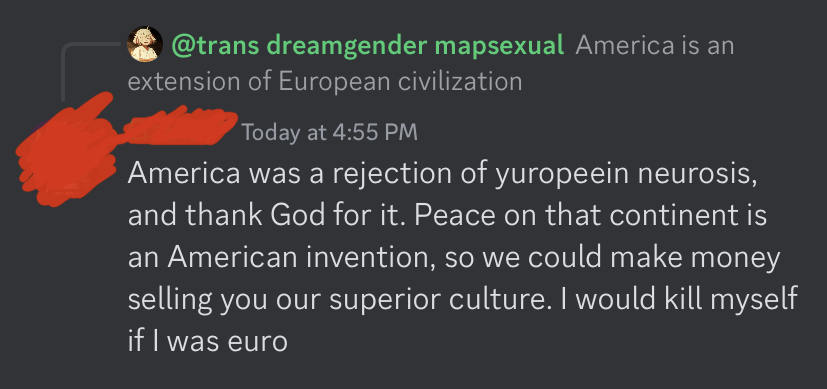 @trans dreamgender mapsexual America is an
extension of European civilization
Today at 4:55 PM
America was a rejection of yuropeein neurosis,
and thank God for it. Peace on that continent is
an American invention, so we could make money
selling you our superior culture. I would kill myself
if I was euro